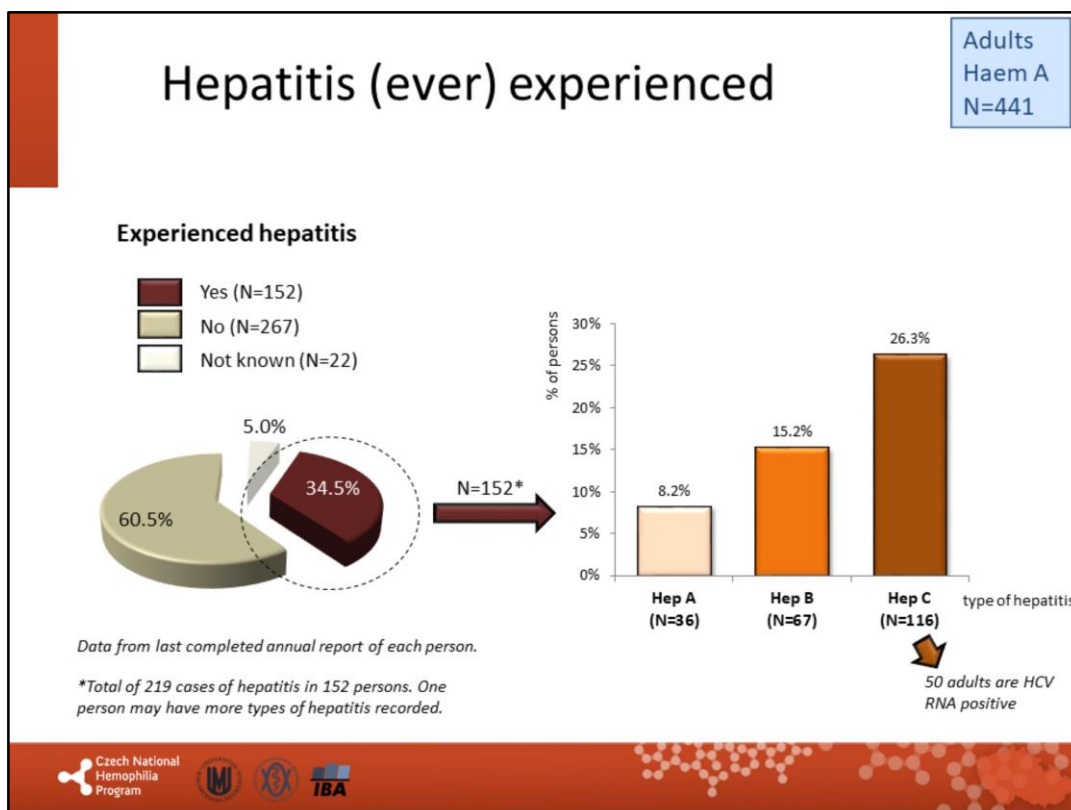 Adults
Haem A
N=441
Hepatitis (ever) experienced
Experienced hepatitis
Yes (N=152)
No (N=267)
Not known (N=22)
5.0%
34.5%
60.5%
N=152*
% of persons
30%
25%
20%
15%
10%
5%
0%
8.2%
15.2%
26.3%
Hep A
(N=36)
Hep B
(N=67)
Hep C
(N=116)
type of hepatitis
50 adults are HCV
RNA positive
Data from last completed annual report of each person.
*Total of 219 cases of hepatitis in 152 persons. One
person may have more types of hepatitis recorded.
Czech National
Hemophilia
Program
IBA